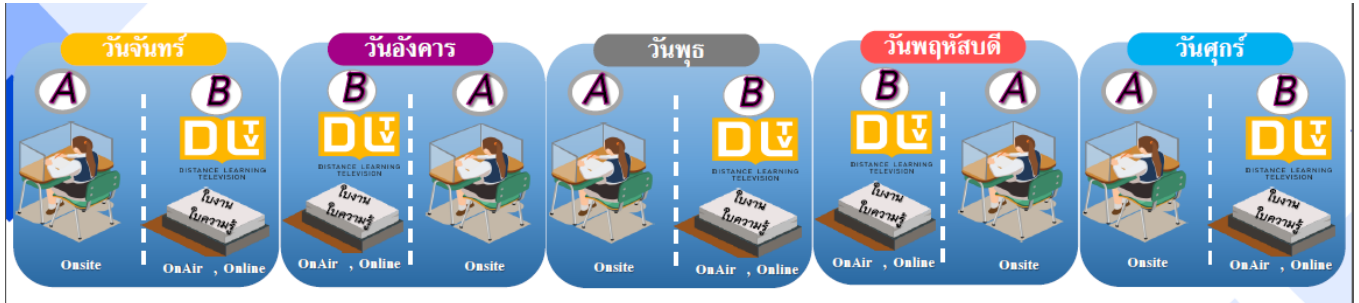 วันจันทร์
A B
DLTV
DISTANCE LEARNING
TELEVISION
ใบงาน
ใบความรู้
Onsite
OnAir , Online
วันอังคาร
B A
DLTV
DISTANCE LEARNING
TELEVISION
ใบงาน
ใบความรู้
OnAir , Online
Onsite
วันพุธ
A B
DLTV
DISTANCE LEARNING
TELEVISION
ใบงาน
ใบความรู้
Onsite
OnAir , Online
วันพฤหัสบดี
B A
DLTV
DISTANCE LEARNING
TELEVISION
ใบงาน
ใบความรู้
OnAir , Online
Onsite
วันศุกร์
A B
DLTV
DISTANCE LEARNING
TELEVISION
ใบงาน
ใบความรู้
Onsite
OnAir , Online